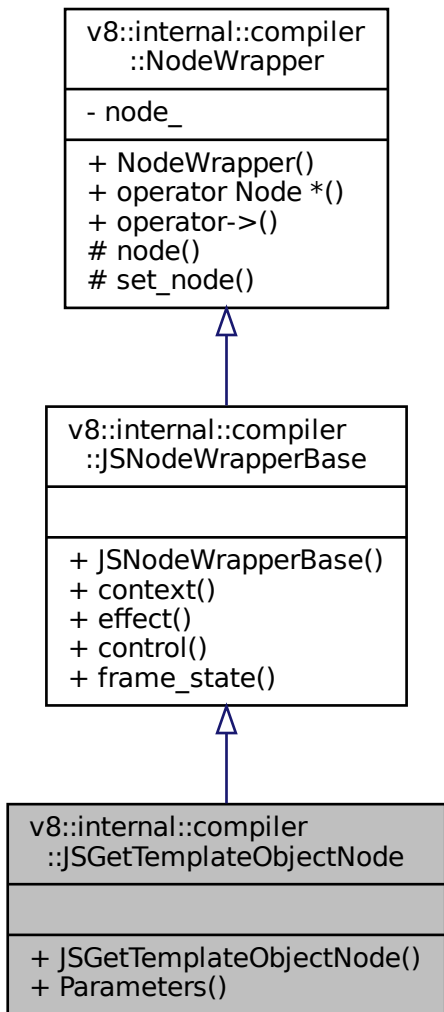 v8::internal::compiler
::NodeWrapper
- node_
+ NodeWrapper()
+ operator Node *()
+ operator->()
# node()
# set_node()
v8::internal::compiler
::JSNodeWrapperBase
+ JSNodeWrapperBase()
+ context()
+ effect()
+ control()
+ frame_state()
v8::internal::compiler
::JSGetTemplateObjectNode
+ JSGetTemplateObjectNode()
+ Parameters()